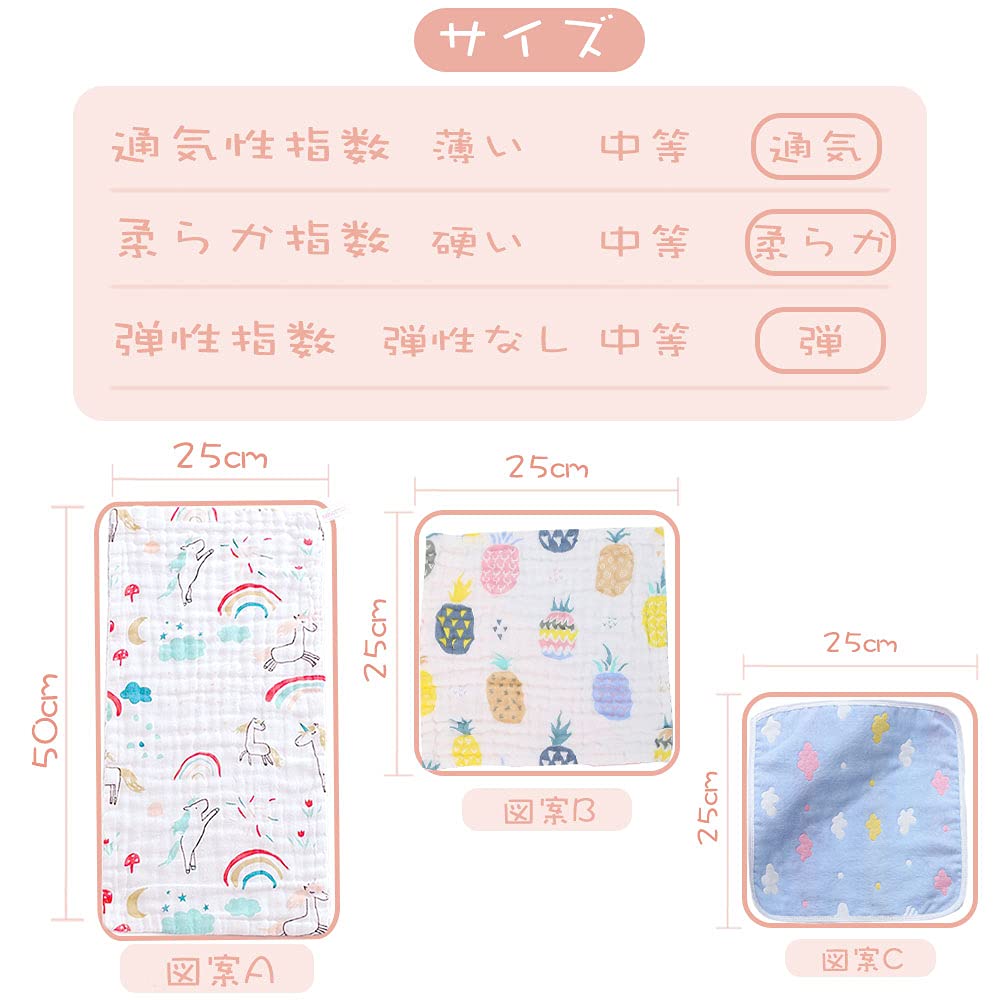 サイズ
通気性指数 薄い 中等 通気
柔らか指数 硬い 中等 柔らか
弾性指数 弾性なし 中等 弾
25cm
50cm
図案A
25cm
25cm
図案B
25cm
25cm
図案C